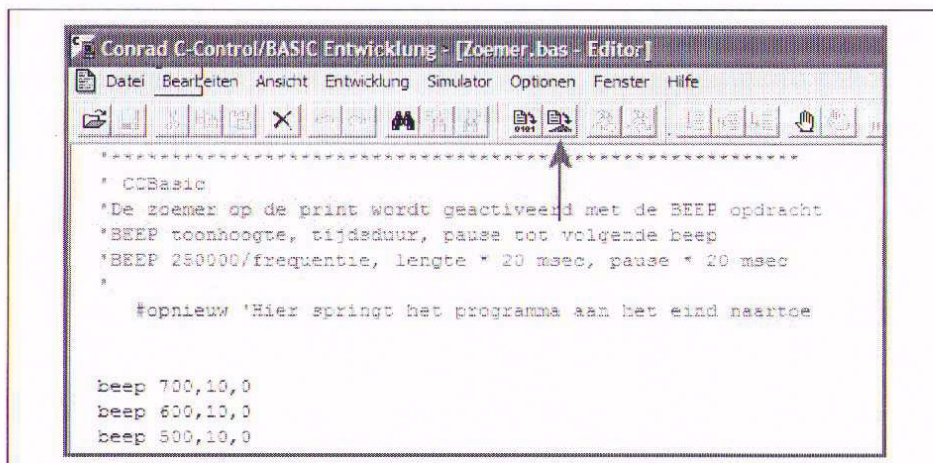 Conrad C-Control/BASIC Entwicklung - [Zoemer.bas - Editor]
Datei Bearbeiten Ansicht Entwicklung Simulator Optionen Fenster Hilfe
'************************************************************
' CCBasic
'De zoemer op de print wordt geactiveerd met de BEEP opdracht
'BEEP toonhoogte, tijdsduur, pause tot volgende beep
'BEEP 250000/frequentie, lengte * 20 msec, pause * 20 msec
'
#opnieuw 'Hier springt het programma aan het eind naartoe
beep 700,10,0
beep 600,10,0
beep 500,10,0